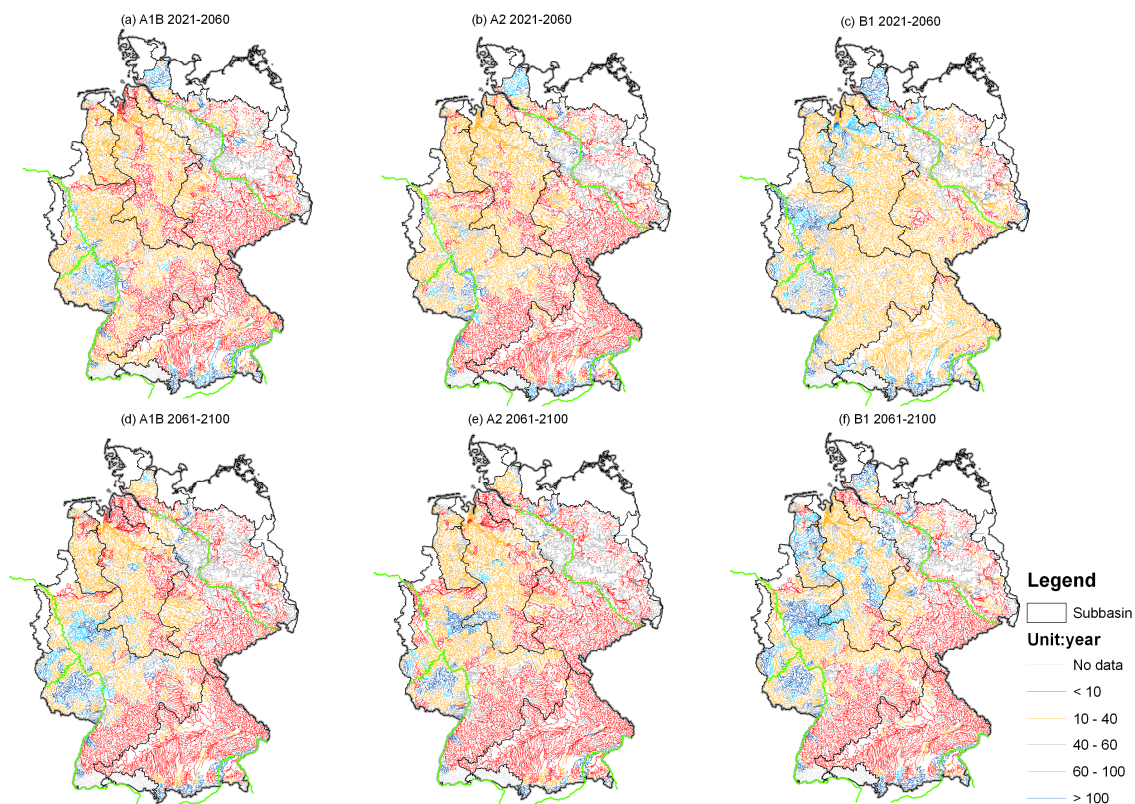 (a) A1B 2021-2060
(b) A2 2021-2060
(c) B1 2021-2060
(d) A1B 2061-2100
(e) A2 2061-2100
(f) B1 2061-2100
Legend
Subbasin
Unit:year
No data
< 10
10 - 40
40 - 60
60 - 100
> 100